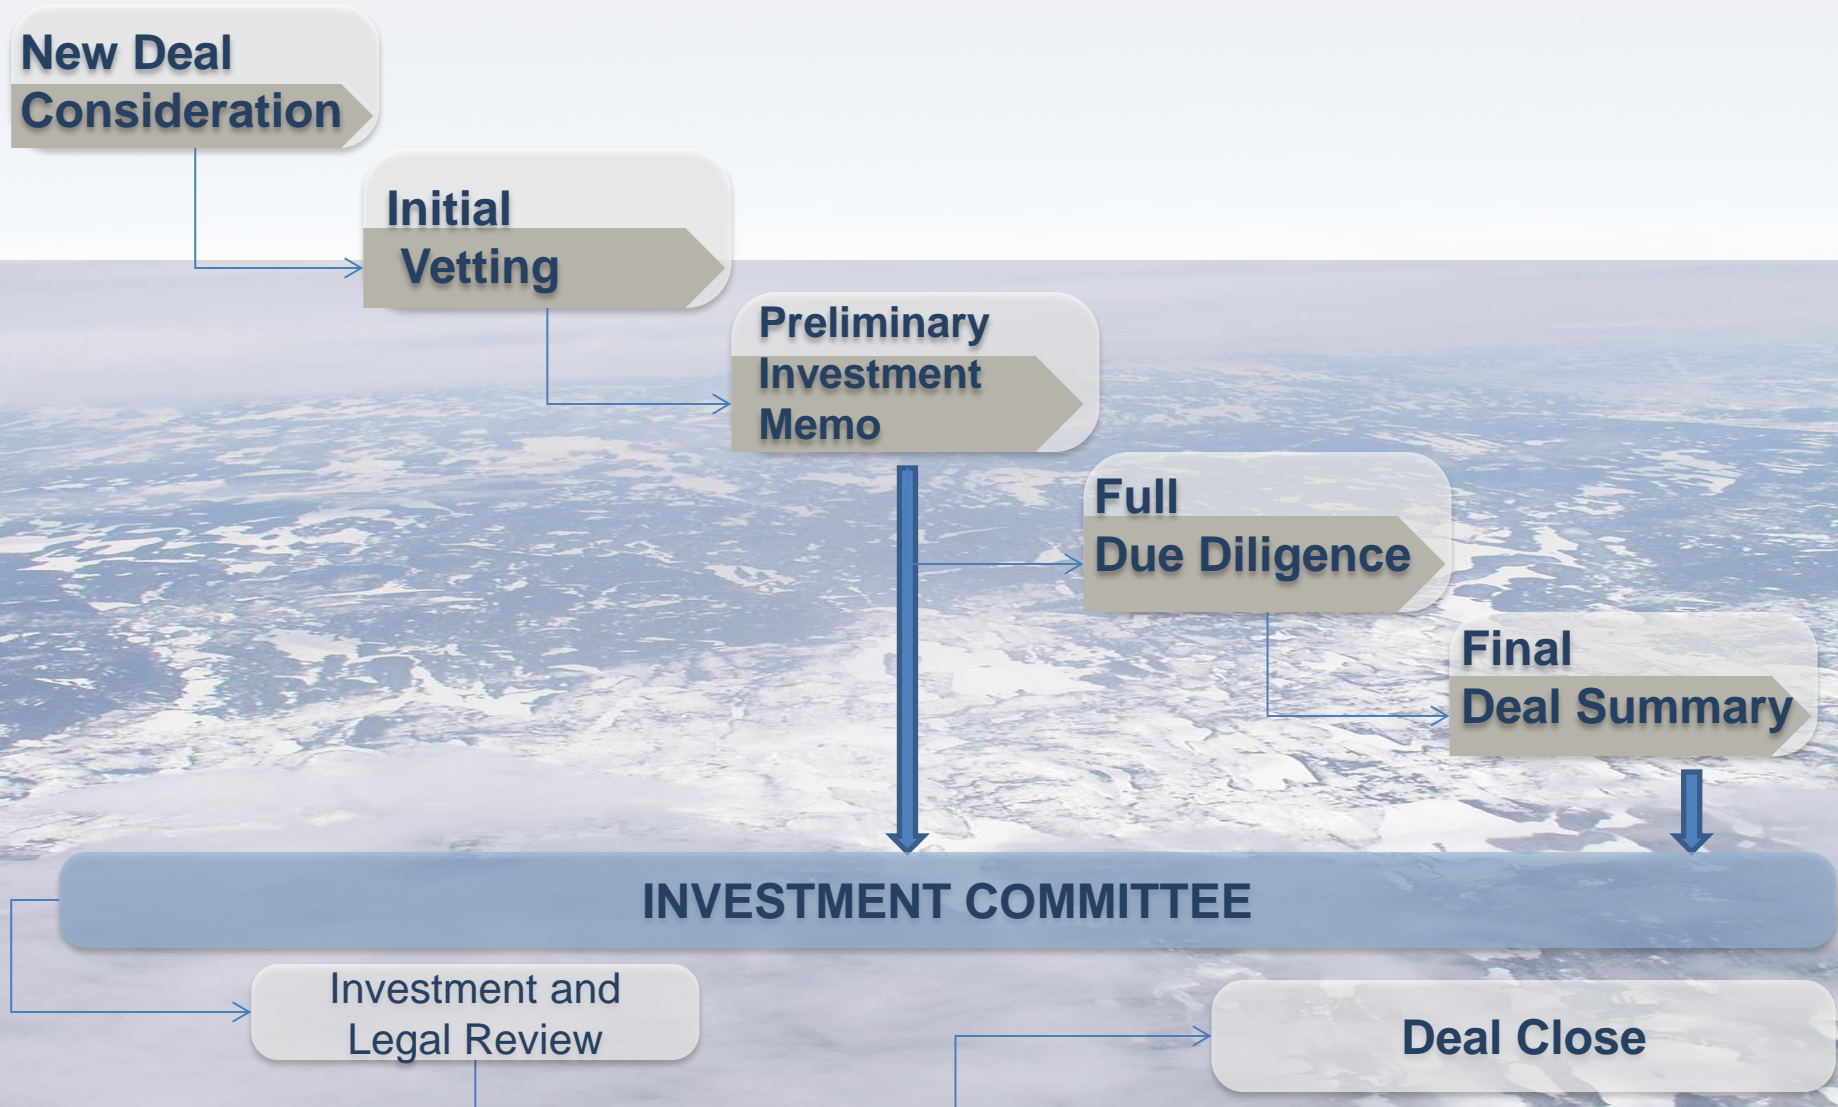 New Deal
Consideration
Initial
Vetting
Preliminary
Investment
Memo
Full
Due Diligence
Final
Deal Summary
INVESTMENT COMMITTEE
Investment and
Legal Review
Deal Close